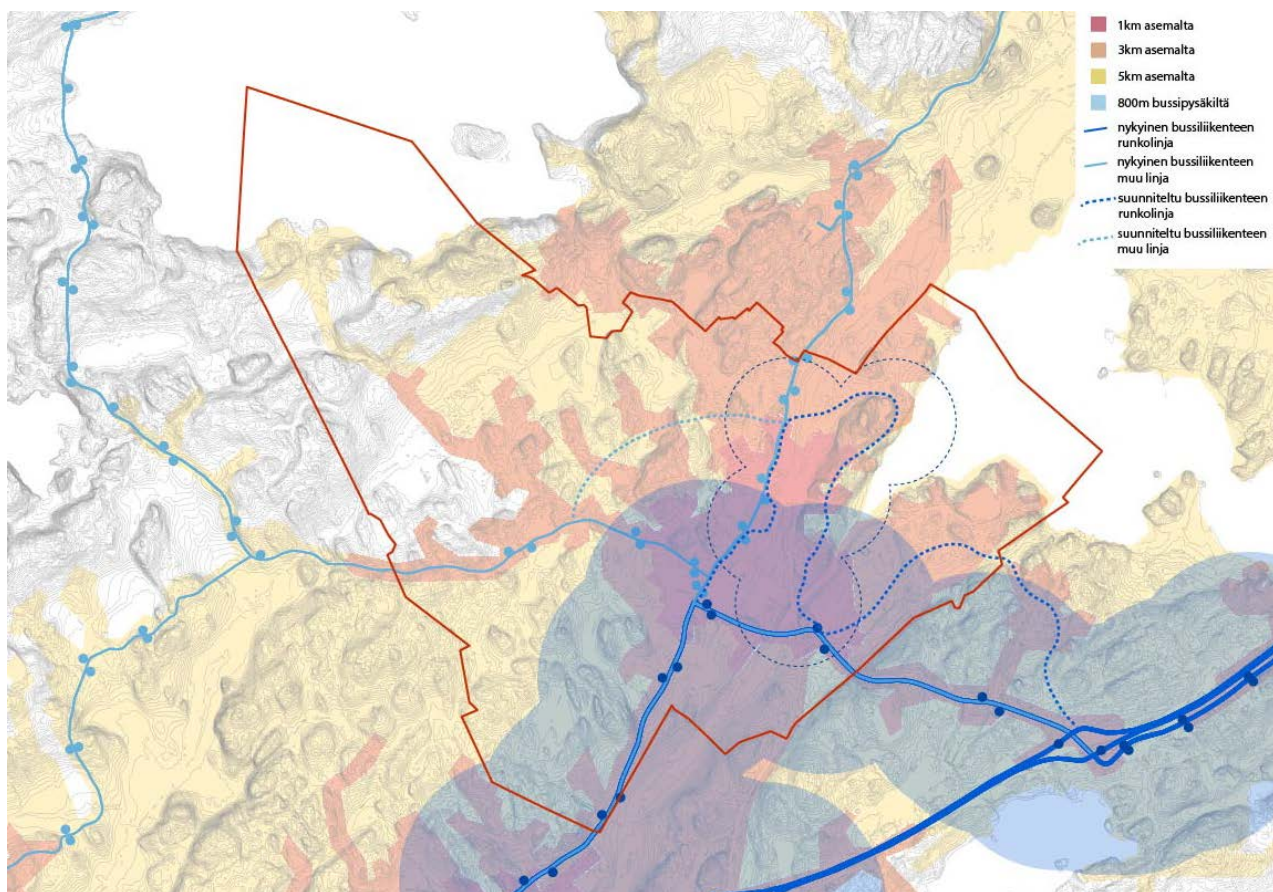 1km asemalta
3km asemalta
5km asemalta
800m bussipysäkiltä
nykyinen bussiliikenteen
runkolinja
nykyinen bussiliikenteen
muu linja
suunniteltu bussiliikenteen
runkolinja
suunniteltu bussiliikenteen
muu linja